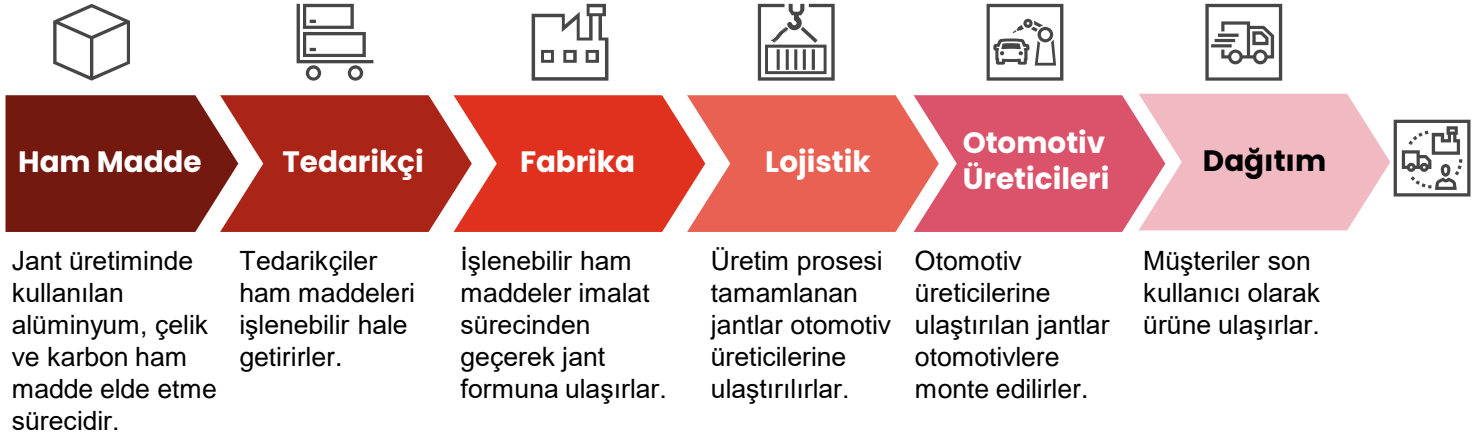 Ham Madde
Tedarikçi
Fabrika
Lojistik
Otomotiv
Üreticileri
Dağıtım
Jant üretiminde
kullanılan
alüminyum, çelik
ve karbon ham
madde elde etme
sürecidir.
Tedarikçiler
ham maddeleri
işlenebilir hale
getirirler.
İşlenebilir ham
maddeler imalat
sürecinden
geçerek jant
formuna ulaşırlar.
Üretim prosesi
tamamlanan
jantlar otomotiv
üreticilerine
ulaştırılırlar.
Otomotiv
üreticilerine
ulaştırılan jantlar
otomotivlere
monte edilirler.
Müşteriler son
kullanıcı olarak
ürüne ulaşırlar.